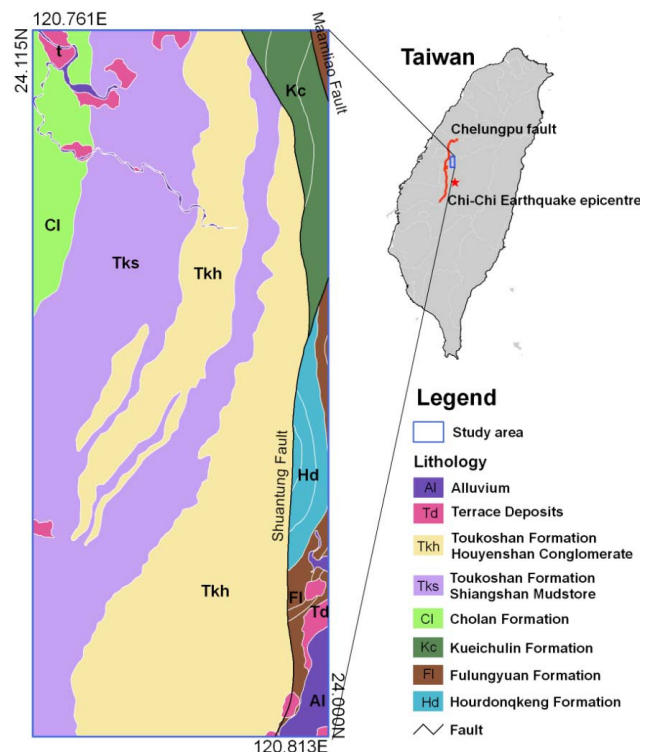 120.761E
24.115N
t
Kc
Maamliao Fault
Cl
Tks
Tkh
Shuantung Fault
Hd
Tkh
Fl
Td
Al
24.000N
120.813E
Taiwan
Chelungpu fault
Chi-Chi Earthquake epicentre
Legend
Study area
Lithology
Al Alluvium
Td Terrace Deposits
Tkh Toukoshan Formation
Houyenshan Conglomerate
Tks Toukoshan Formation
Shiangshan Mudstore
Cl Cholan Formation
Kc Kueichulin Formation
Fl Fulungyuan Formation
Hd Hourdonqkeng Formation
Fault